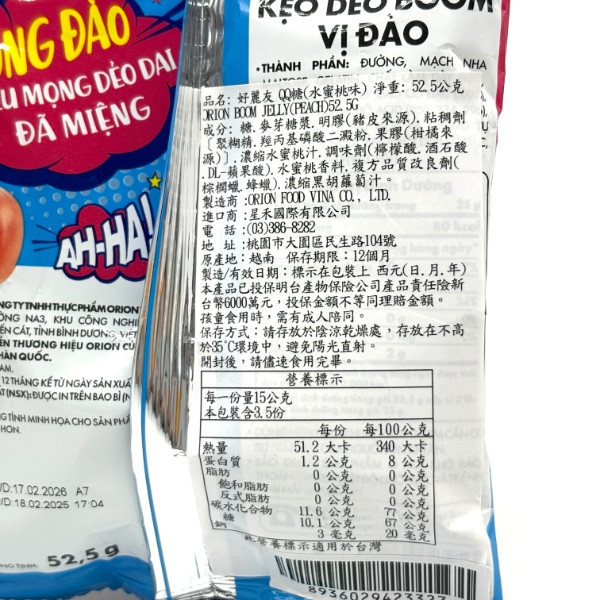 ÔNG ĐÀO
ÊU MỌNG DẺO DAI
ĐÃ MIỆNG
AH-HA!
NG TY TNHH THỰC PHẨM ORION
ỜNG NA3, KHU CÔNG NGHI
ẾN CÁT, TỈNH BÌNH DƯƠNG, VIỆT
ỀN THƯƠNG HIỆU ORION CỦ
HÀN QUỐC.
AM.
12 THÁNG KỂ TỪ NGÀY SẢN XUẤ
ẤT (NSX): ĐƯỢC IN TRÊN BAO BÌ (N
NG TÍNH MINH HỌA CHO SẢN PH
HƠN.
/D:17.02.2026 A7
/D:18.02.2025 17:04
52,5g
KẸO DẺO BOOM
VỊ ĐÀO
•THÀNH PHẦN: ĐƯỜNG, MẠCH NHA
品名: 好麗友 QQ糖(水蜜桃味) 淨重: 52.5公克
ORION BOOM JELLY(PEACH)52.5G
成分: 糖.麥芽糖漿.明膠(豬皮來源).粘稠劑
[聚糊精.羥丙基磷酸二澱粉.果膠(柑橘來
源)].濃縮水蜜桃汁.調味劑(檸檬酸.酒石酸
.DL-蘋果酸).水蜜桃香料.複方品質改良劑(
棕櫚蠟.蜂蠟).濃縮黑胡蘿蔔汁。
製造商:ORION FOOD VINA CO., LTD.
進口商:星禾國際有限公司
電 話:(03)386-8282
地 址:桃園市大園區民生路104號
原產地:越南 保存期限:12個月
製造/有效日期:標示在包裝上 西元(日.月.年)
本產品已投保明台產物保險公司產品責任險新
台幣6000萬元,投保金額不等同理賠金額。
孩童食用時,需有成人陪同。
保存方式:請存放於陰涼乾燥處,存放在不高
於35℃環境中,避免陽光直射。
開封後,請儘速食用完畢。
營養標示
每一份量15公克
本包裝含3.5份
每份 每100公克
熱量 51.2 大卡 340 大卡
蛋白質 1.2 公克 8 公克
脂肪 0 公克 0 公克
飽和脂肪 0 公克 0 公克
反式脂肪 0 公克 0 公克
碳水化合物 11.6 公克 77 公克
糖 10.1 公克 67 公克
鈉 3 毫克 20 毫克
此營養標示適用於台灣
8936029423327